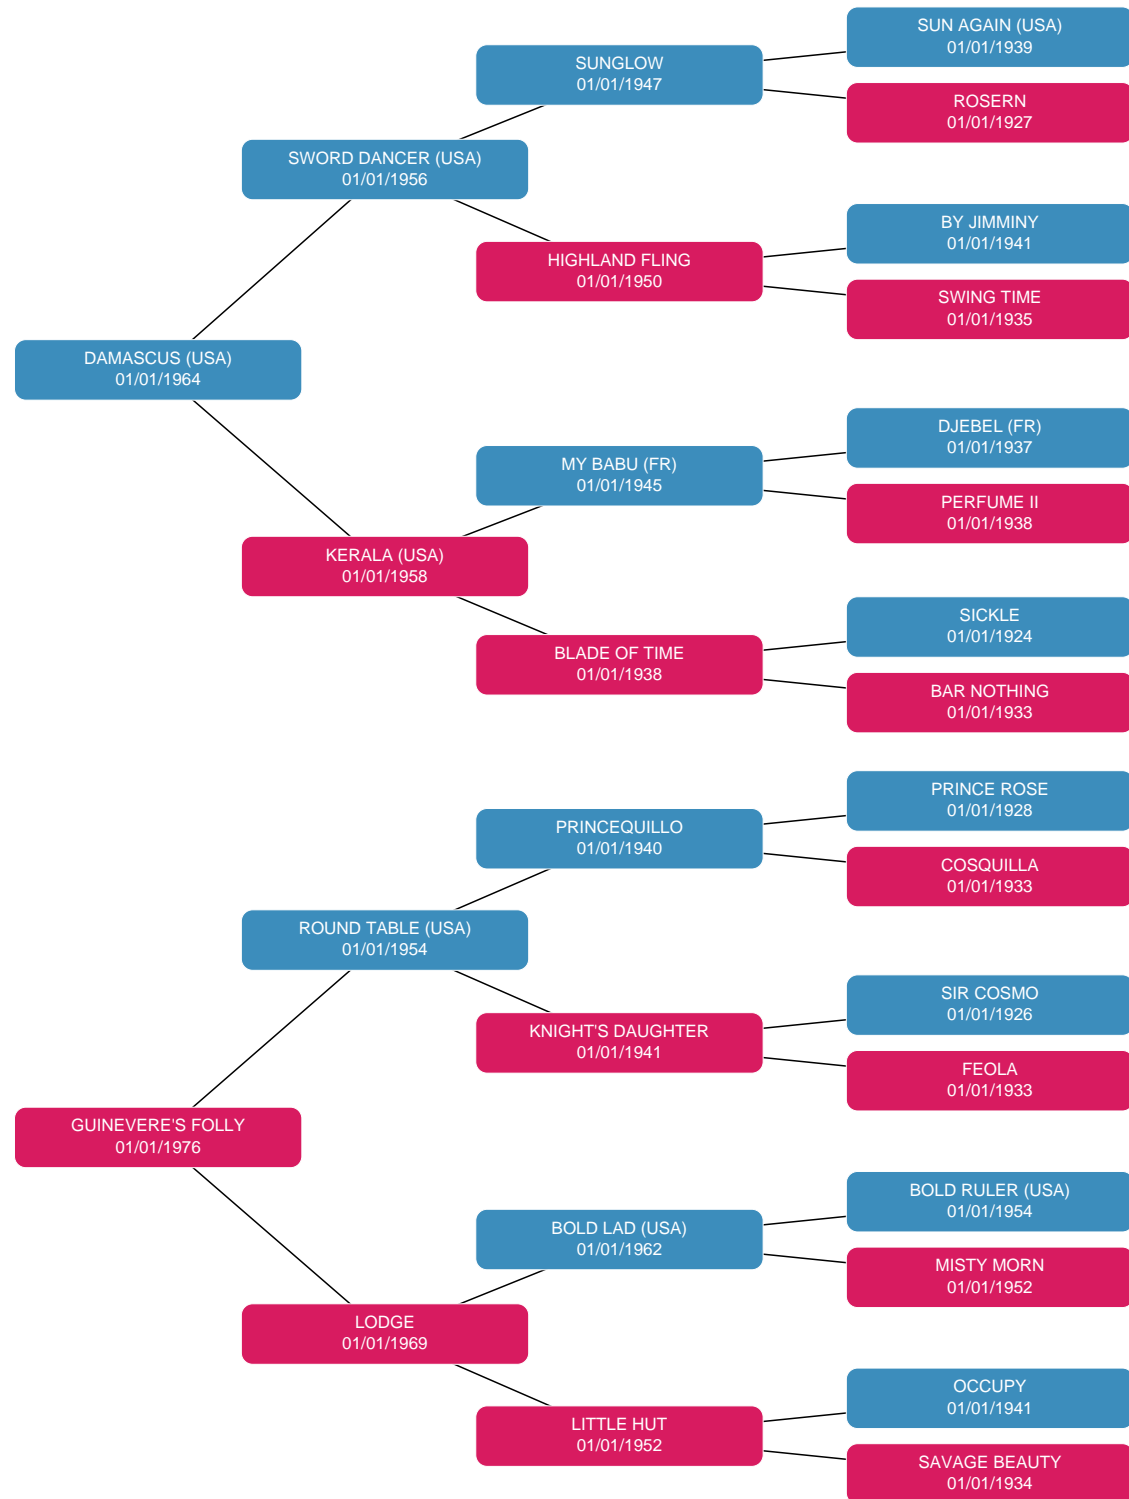 SUN AGAIN (USA)
01/01/1939
SUNGLOW
01/01/1947
ROSERN
01/01/1927
SWORD DANCER (USA)
01/01/1956
BY JIMMINY
01/01/1941
HIGHLAND FLING
01/01/1950
SWING TIME
01/01/1935
DAMASCUS (USA)
01/01/1964
DJEBEL (FR)
01/01/1937
MY BABU (FR)
01/01/1945
PERFUME II
01/01/1938
KERALA (USA)
01/01/1958
SICKLE
01/01/1924
BLADE OF TIME
01/01/1938
BAR NOTHING
01/01/1933
PRINCE ROSE
01/01/1928
PRINCEQUILLO
01/01/1940
COSQUILLA
01/01/1933
ROUND TABLE (USA)
01/01/1954
SIR COSMO
01/01/1926
KNIGHT'S DAUGHTER
01/01/1941
FEOLA
01/01/1933
GUINEVERE'S FOLLY
01/01/1976
BOLD RULER (USA)
01/01/1954
BOLD LAD (USA)
01/01/1962
MISTY MORN
01/01/1952
LODGE
01/01/1969
OCCUPY
01/01/1941
LITTLE HUT
01/01/1952
SAVAGE BEAUTY
01/01/1934